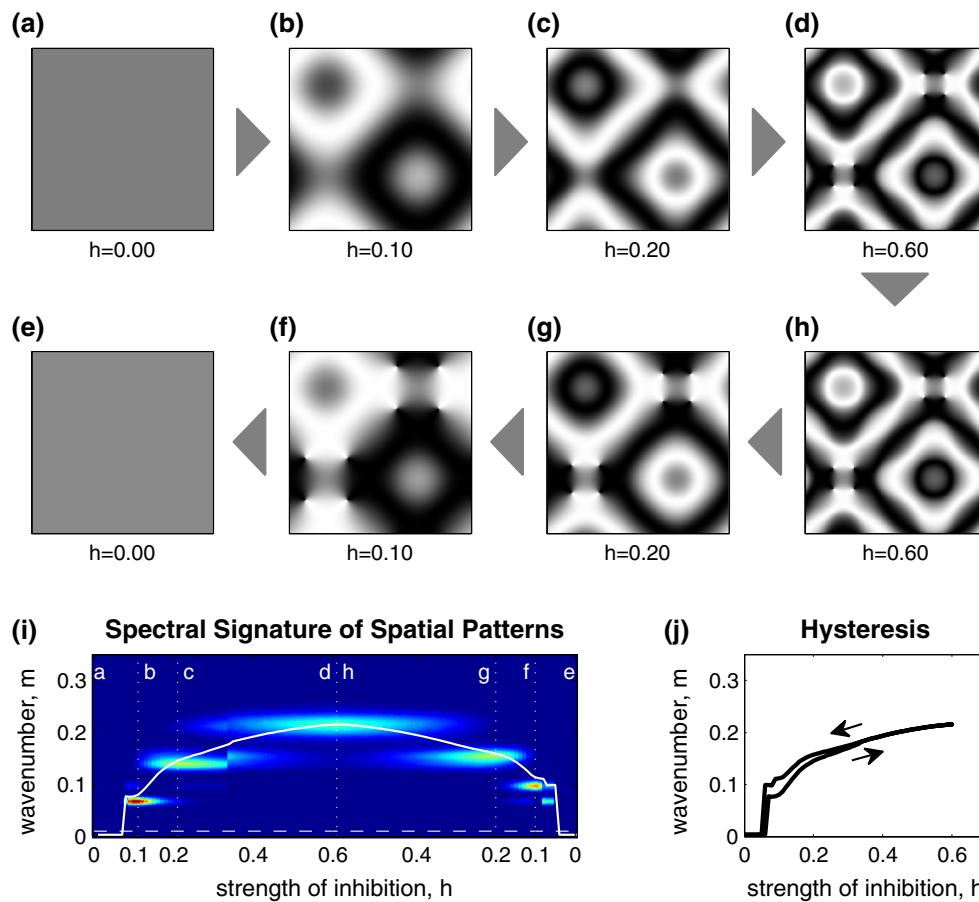 (a)
(b)
(c)
(d)
h=0.00
h=0.10
h=0.20
h=0.60
(e)
(f)
(g)
(h)
h=0.00
h=0.10
h=0.20
h=0.60
(i)
Spectral Signature of Spatial Patterns
a b c d h g f e
0.3
0.2
0.1
0
wavenumber, m
0 0.1 0.2 0.4 0.6 0.4 0.2 0.1 0
strength of inhibition, h
(j)
Hysteresis
0.3
0.2
0.1
0
wavenumber, m
0 0.2 0.4 0.6
strength of inhibition, h